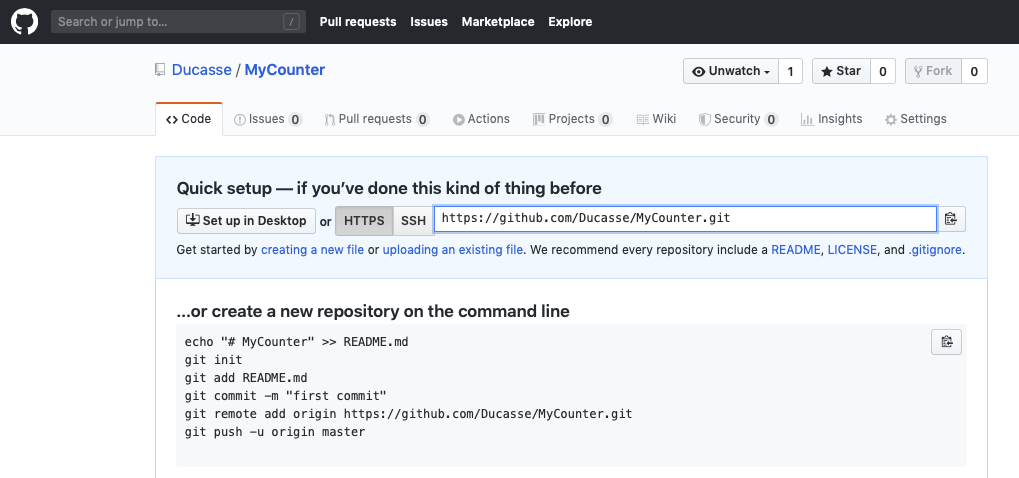 Search or jump to... / Pull requests Issues Marketplace Explore
Ducasse / MyCounter Unwatch 1 Star 0 Fork 0
Code Issues 0 Pull requests 0 Actions Projects 0 Wiki Security 0 Insights Settings
Quick setup — if you’ve done this kind of thing before
Set up in Desktop or HTTPS SSH https://github.com/Ducasse/MyCounter.git
Get started by creating a new file or uploading an existing file. We recommend every repository include a README, LICENSE, and .gitignore.
…or create a new repository on the command line
echo "# MyCounter" >> README.md
git init
git add README.md
git commit -m "first commit"
git remote add origin https://github.com/Ducasse/MyCounter.git
git push -u origin master